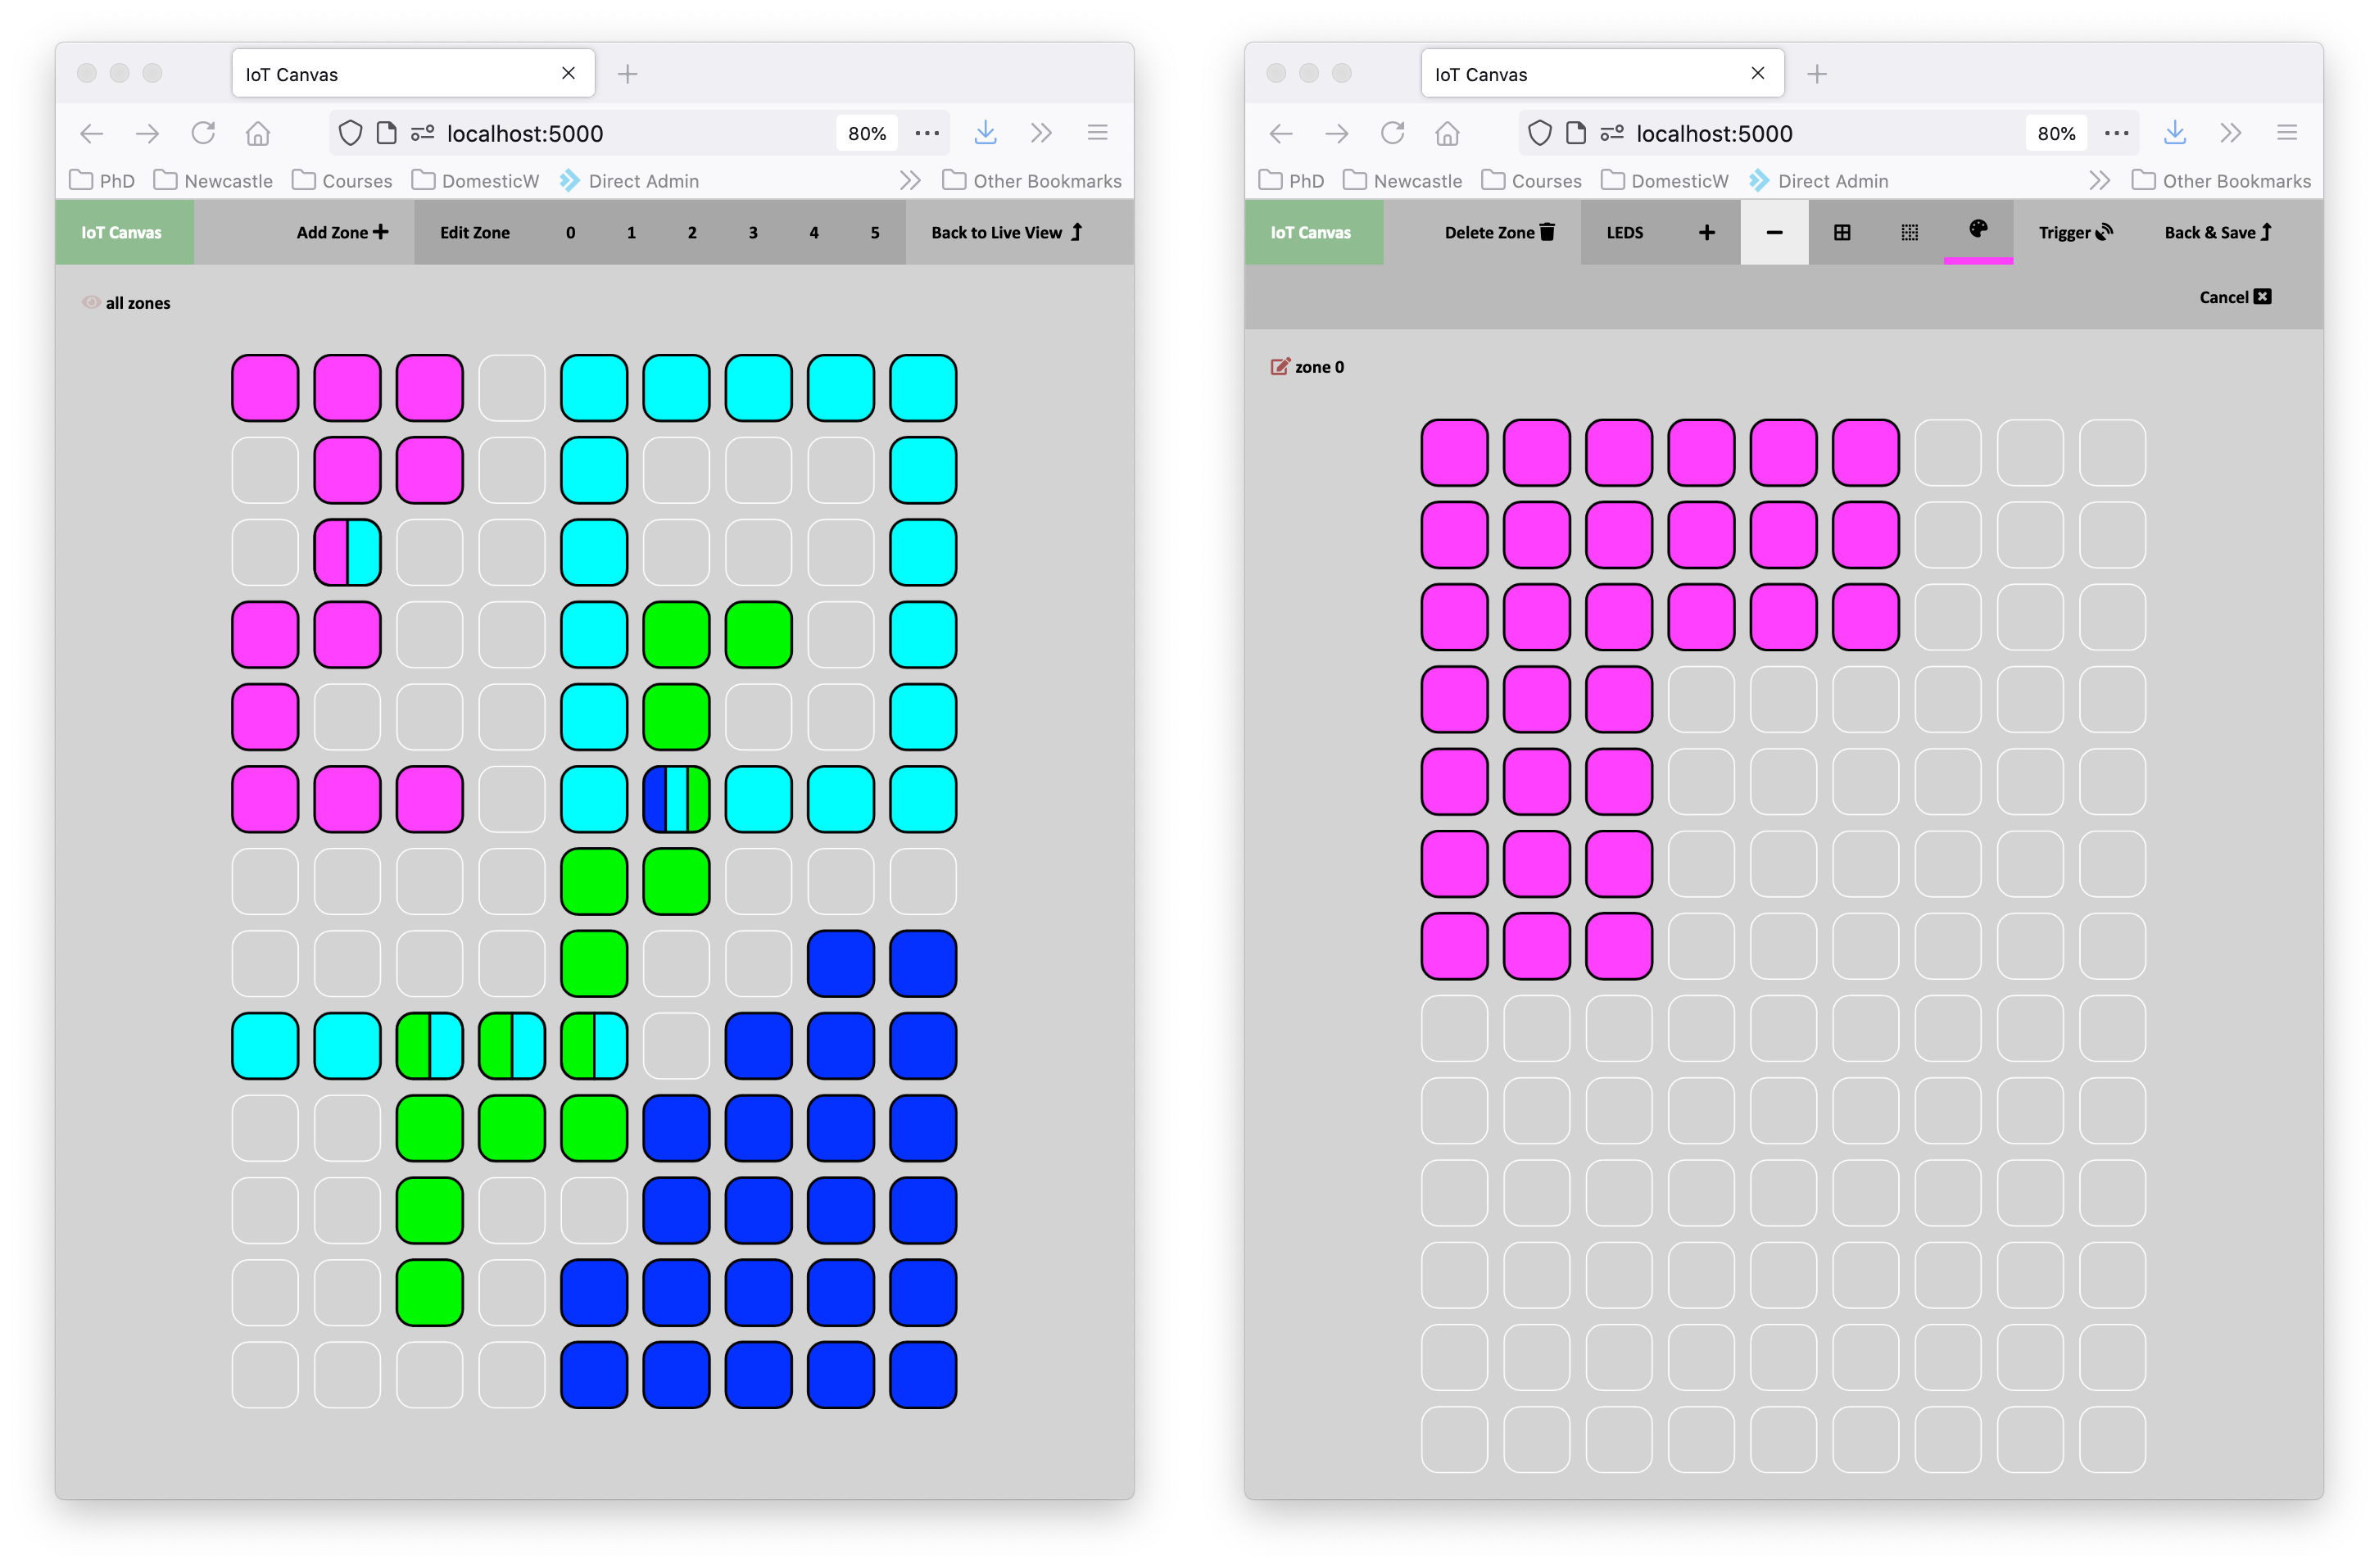 IoT Canvas
localhost:5000 80%
PhD Newcastle Courses DomesticW Direct Admin Other Bookmarks
IoT Canvas Add Zone Edit Zone 0 1 2 3 4 5 Back to Live View
all zones
IoT Canvas
localhost:5000 80%
PhD Newcastle Courses DomesticW Direct Admin Other Bookmarks
IoT Canvas Delete Zone LEDS Trigger Back & Save
Cancel
zone 0